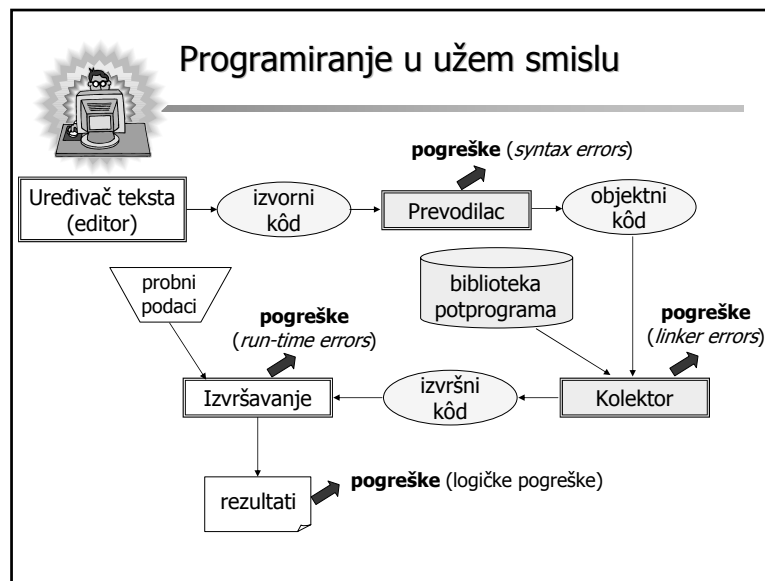 Programiranje u užem smislu
pogreške (syntax errors)
Uređivač teksta
(editor)
izvorni
kôd
Prevodilac
objektni
kôd
probni
podaci
biblioteka
potprograma
pogreške
(run-time errors)
pogreške
(linker errors)
Izvršavanje
izvršni
kôd
Kolektor
rezultati
pogreške (logičke pogreške)